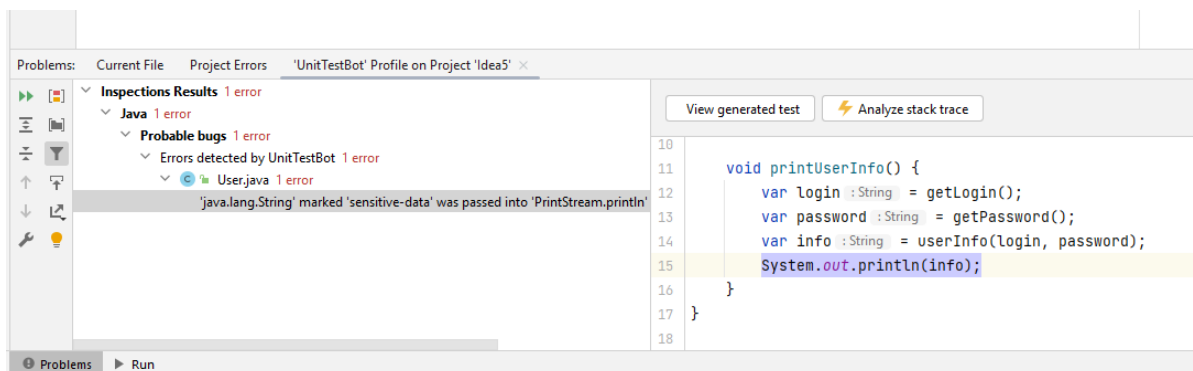 Problems: Current File Project Errors 'UnitTestBot' Profile on Project 'Idea5'
Inspections Results 1 error
Java 1 error
Probable bugs 1 error
Errors detected by UnitTestBot 1 error
User.java 1 error
'java.lang.String' marked 'sensitive-data' was passed into 'PrintStream.println'
View generated test Analyze stack trace
10
11 void printUserInfo() {
12 var login : String = getLogin();
13 var password : String = getPassword();
14 var info : String = userInfo(login, password);
15 System.out.println(info);
16 }
17 }
18
Problems Run